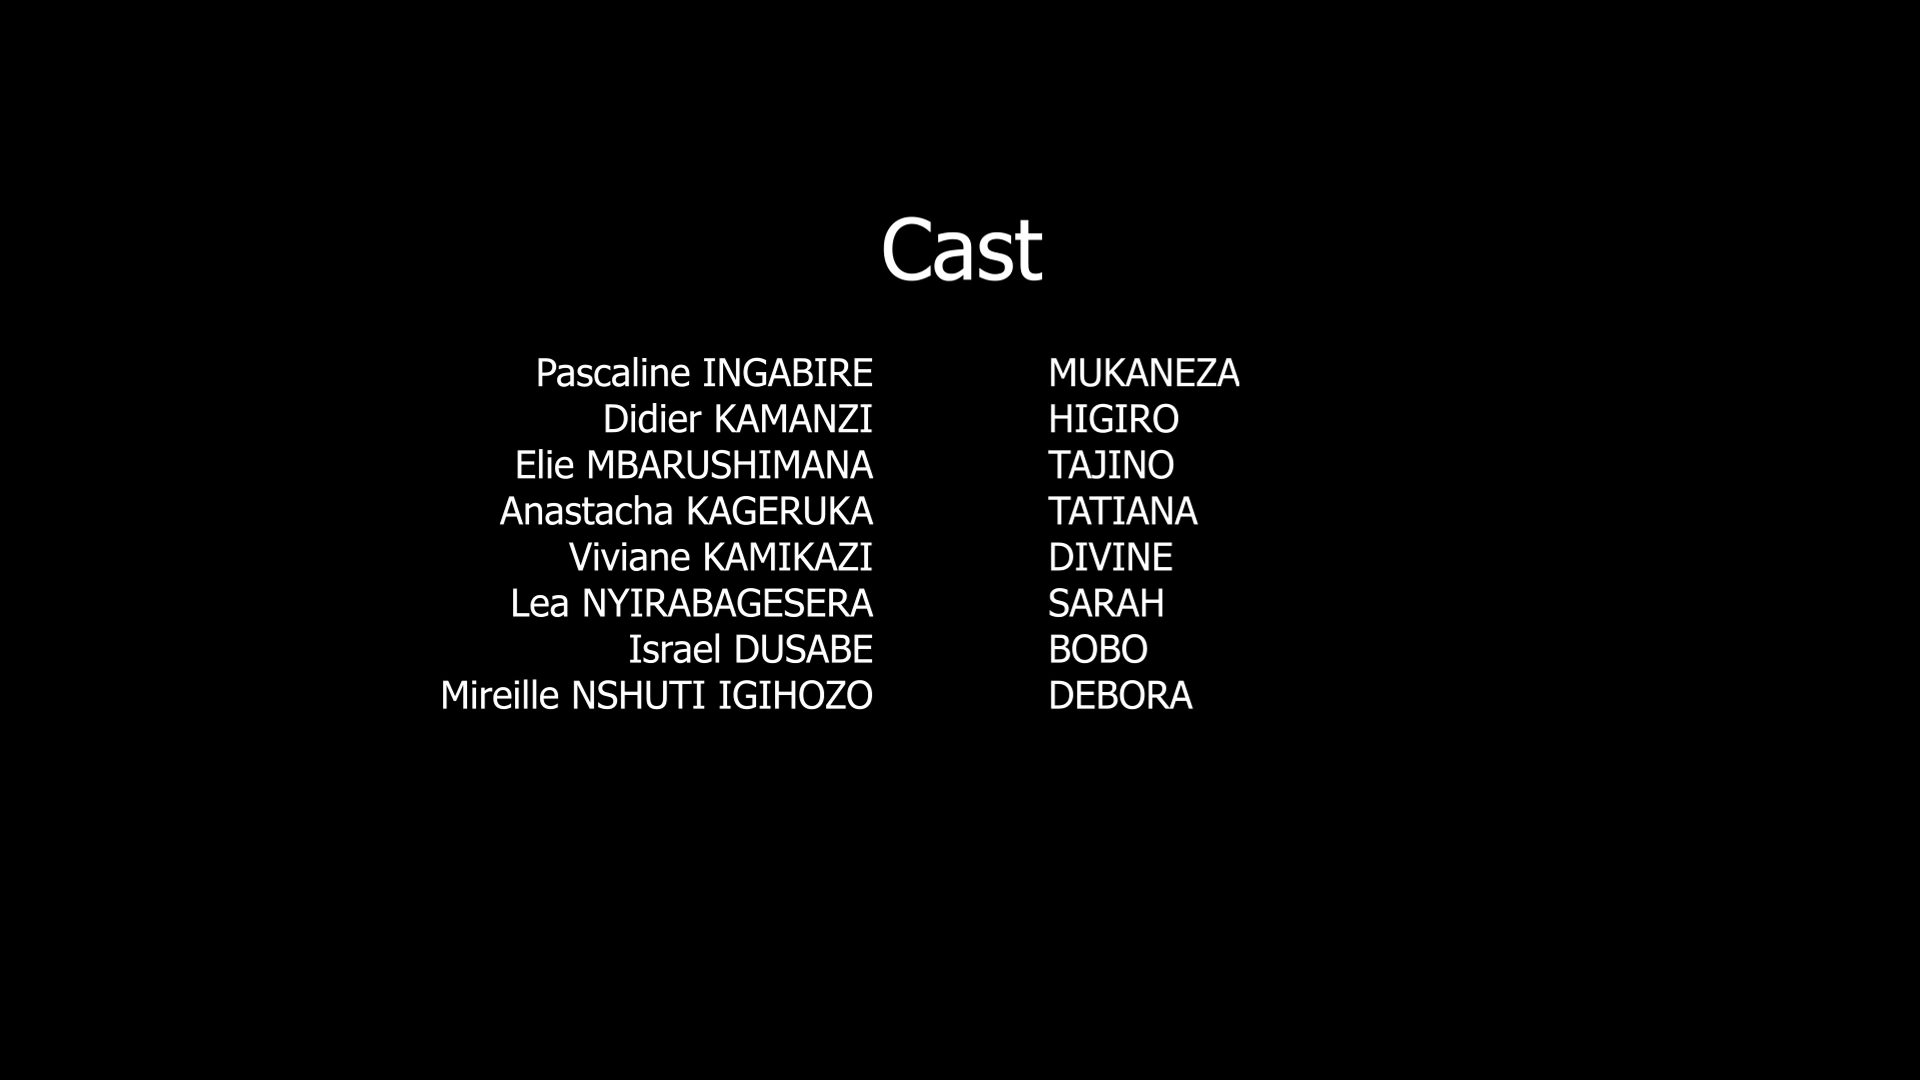 Cast
Pascaline INGABIRE MUKANEZA
Didier KAMANZI HIGIRO
Elie MBARUSHIMANA TAJINO
Anastacha KAGERUKA TATIANA
Viviane KAMIKAZI DIVINE
Lea NYIRABAGESERA SARAH
Israel DUSABE BOBO
Mireille NSHUTI IGIHOZO DEBORA